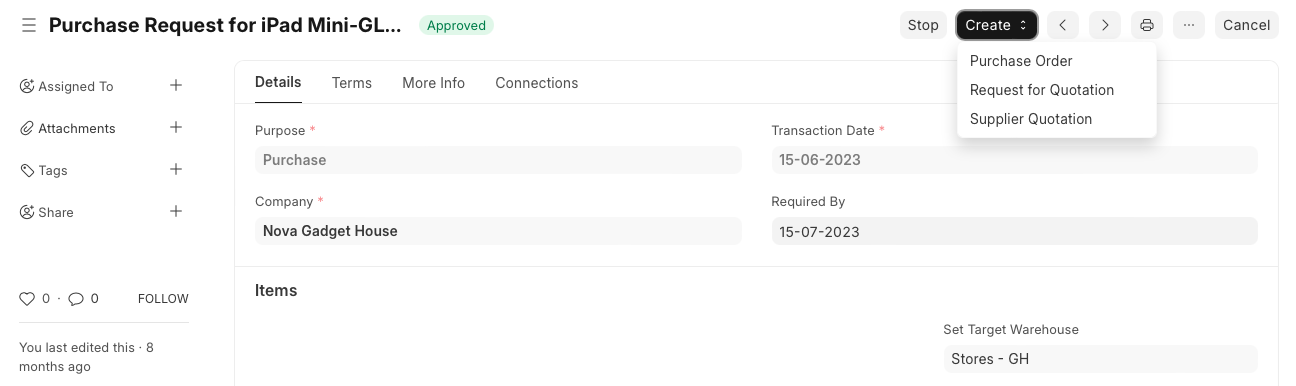 Purchase Request for iPad Mini-GL...
Approved
Stop
Create
Cancel
Purchase Order
Request for Quotation
Supplier Quotation
Assigned To
Attachments
Tags
Share
0 · 0
FOLLOW
You last edited this · 8
months ago
Details
Terms
More Info
Connections
Purpose *
Purchase
Transaction Date *
15-06-2023
Company *
Nova Gadget House
Required By
15-07-2023
Items
Set Target Warehouse
Stores - GH